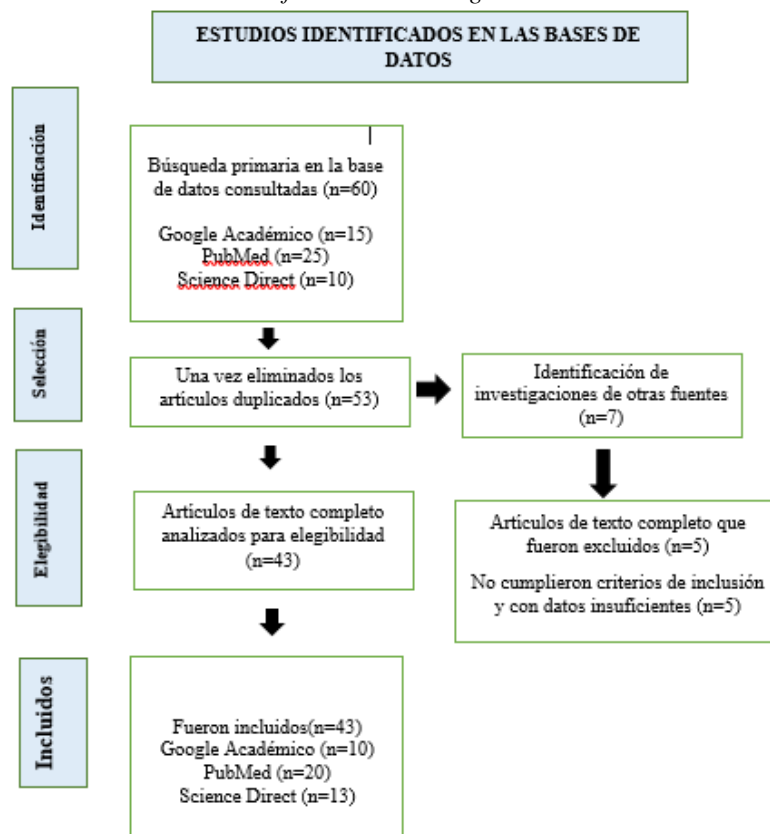 ESTUDIOS IDENTIFICADOS EN LAS BASES DE
DATOS
Identificación
Búsqueda primaria en la base
de datos consultadas (n=60)
Google Académico (n=15)
PubMed (n=25)
Science Direct (n=10)
Selección
Una vez eliminados los
artículos duplicados (n=53)
Identificación de
investigaciones de otras fuentes
(n=7)
Elegibilidad
Artículos de texto completo
analizados para elegibilidad
(n=43)
Artículos de texto completo que
fueron excluidos (n=5)
No cumplieron criterios de inclusión
y con datos insuficientes (n=5)
Incluidos
Fueron incluidos(n=43)
Google Académico (n=10)
PubMed (n=20)
Science Direct (n=13)